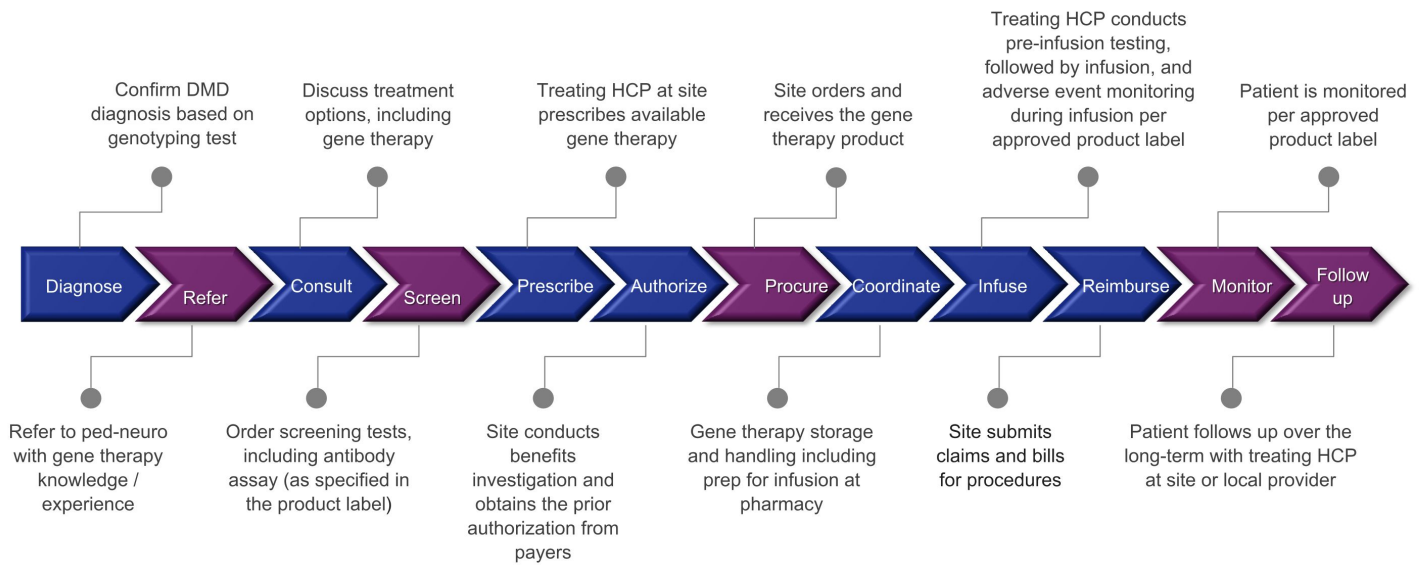 Confirm DMD
diagnosis based on
genotyping test
Discuss treatment
options, including
gene therapy
Treating HCP at site
prescribes available
gene therapy
Site orders and
receives the gene
therapy product
Treating HCP conducts
pre-infusion testing,
followed by infusion, and
adverse event monitoring
during infusion per
approved product label
Patient is monitored
per approved
product label
Diagnose
Refer
Consult
Screen
Prescribe
Authorize
Procure
Coordinate
Infuse
Reimburse
Monitor
Follow
up
Refer to ped-neuro
with gene therapy
knowledge /
experience
Order screening tests,
including antibody
assay (as specified in
the product label)
Site conducts
benefits
investigation and
obtains the prior
authorization from
payers
Gene therapy storage
and handling including
prep for infusion at
pharmacy
Site submits
claims and bills
for procedures
Patient follows up over the
long-term with treating HCP
at site or local provider